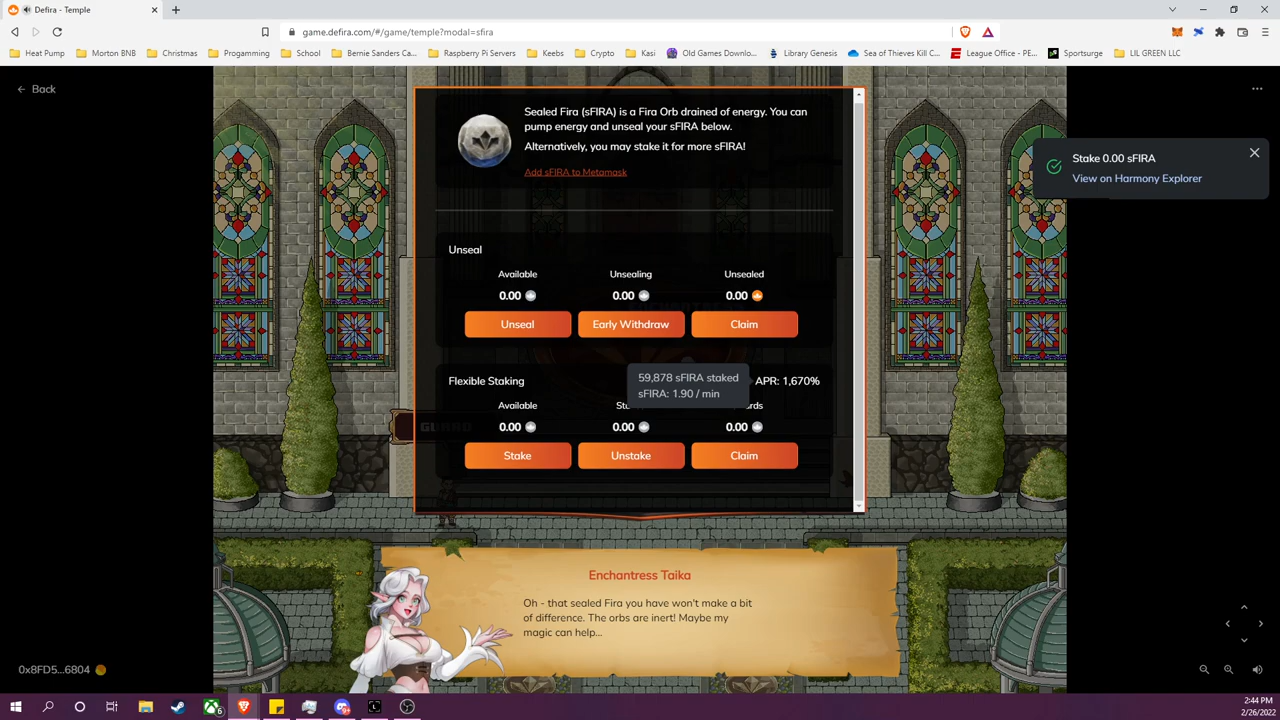 Defira - Temple
game.defira.com/#/game/temple?modal=sfira
Heat Pump
Morton BNB
Christmas
Progamming
School
Bernie Sanders Ca...
Raspberry Pi Servers
Keebs
Crypto
Kasi
Old Games Downlo...
Library Genesis
Sea of Thieves Kill C...
League Office - PE...
Sportsurge
LIL GREEN LLC
Back
Sealed Fira (sFIRA) is a Fira Orb drained of energy. You can
pump energy and unseal your sFIRA below.
Alternatively, you may stake it for more sFIRA!
Add sFIRA to Metamask
Stake 0.00 sFIRA
View on Harmony Explorer
Unseal
Available
Unsealing
Unsealed
0.00
0.00
0.00
Unseal
Early Withdraw
Claim
59,878 sFIRA staked
sFIRA: 1.90 / min
Flexible Staking
APR: 1,670%
Available
0.00
0.00
0.00
GUARD
Stake
Unstake
Claim
Enchantress Taika
Oh - that sealed Fira you have won't make a bit
of difference. The orbs are inert! Maybe my
magic can help...
0x8FD5...6804
6
2:44 PM
2/26/2022